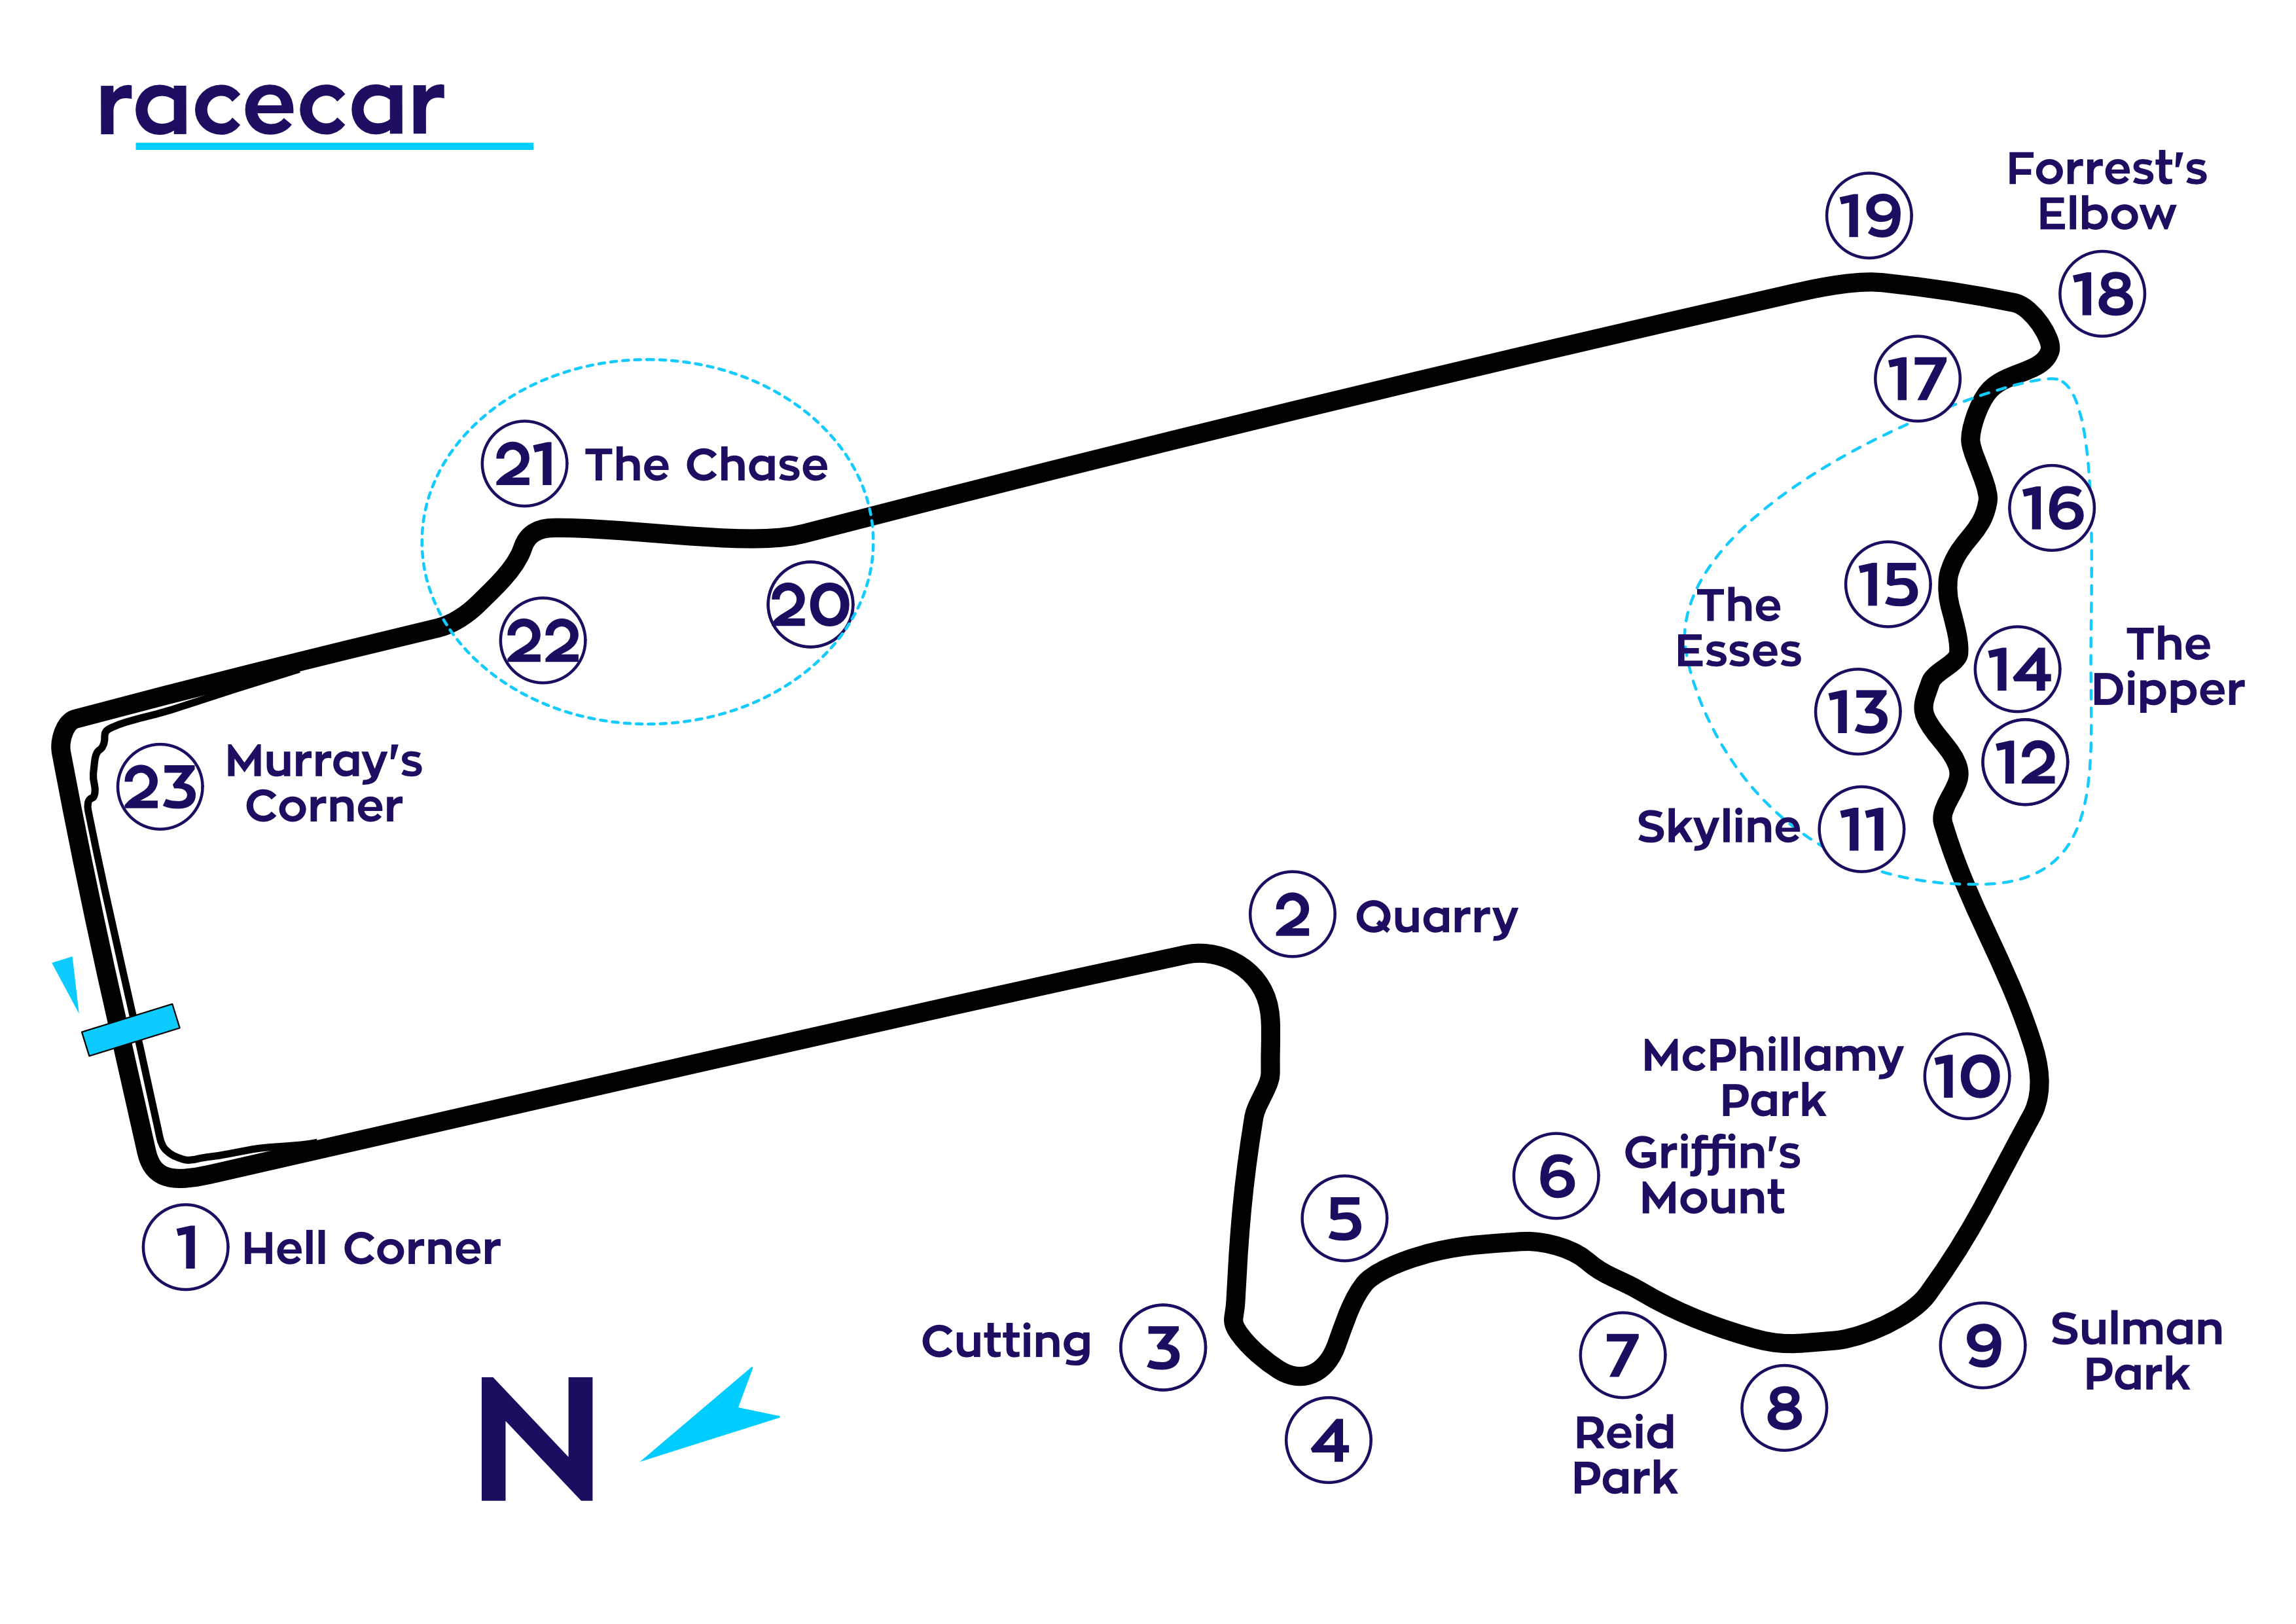 racecar
Forrest's
Elbow
19
18
17
21
The Chase
16
20
22
15
The
Esses
14
The
Dipper
13
12
23
Murray's
Corner
Skyline
11
2
Quarry
McPhillamy
Park
10
6
Griffin's
Mount
5
1
Hell Corner
Cutting
3
7
Reid
Park
9
Sulman
Park
8
4
N